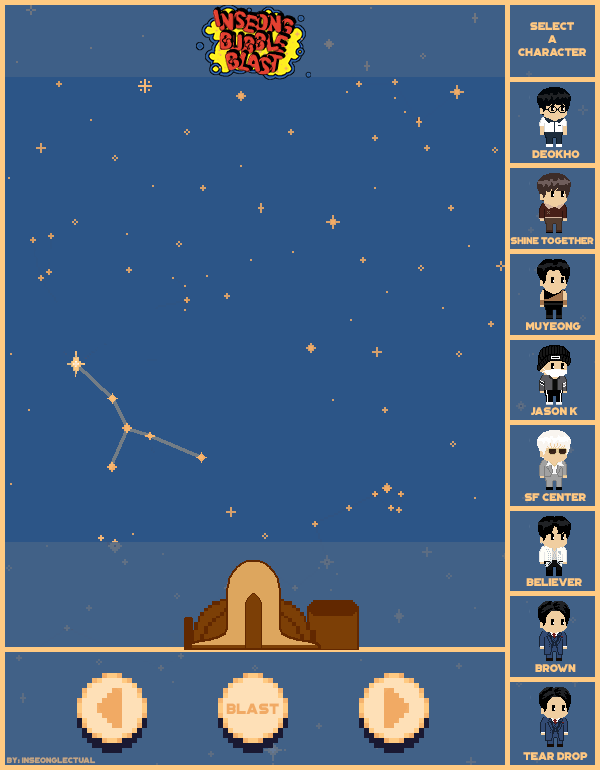 INSEONG
BUBBLE
BLAST
SELECT
A
CHARACTER
DEOKHO
SHINE TOGETHER
MUYEONG
JASON K
SF CENTER
BELIEVER
BROWN
TEAR DROP
BLAST
BY: INSEONGLECTUAL